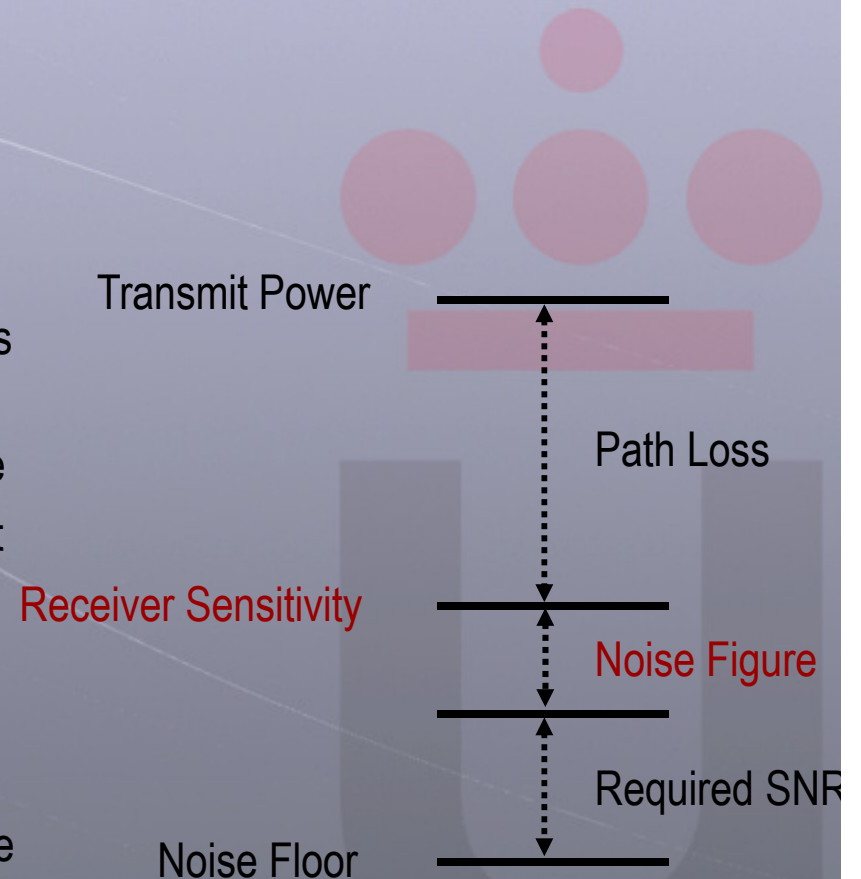 Transmit Power
s
Path Loss
e
t
Receiver Sensitivity
Noise Figure
Required SNR
e
Noise Floor